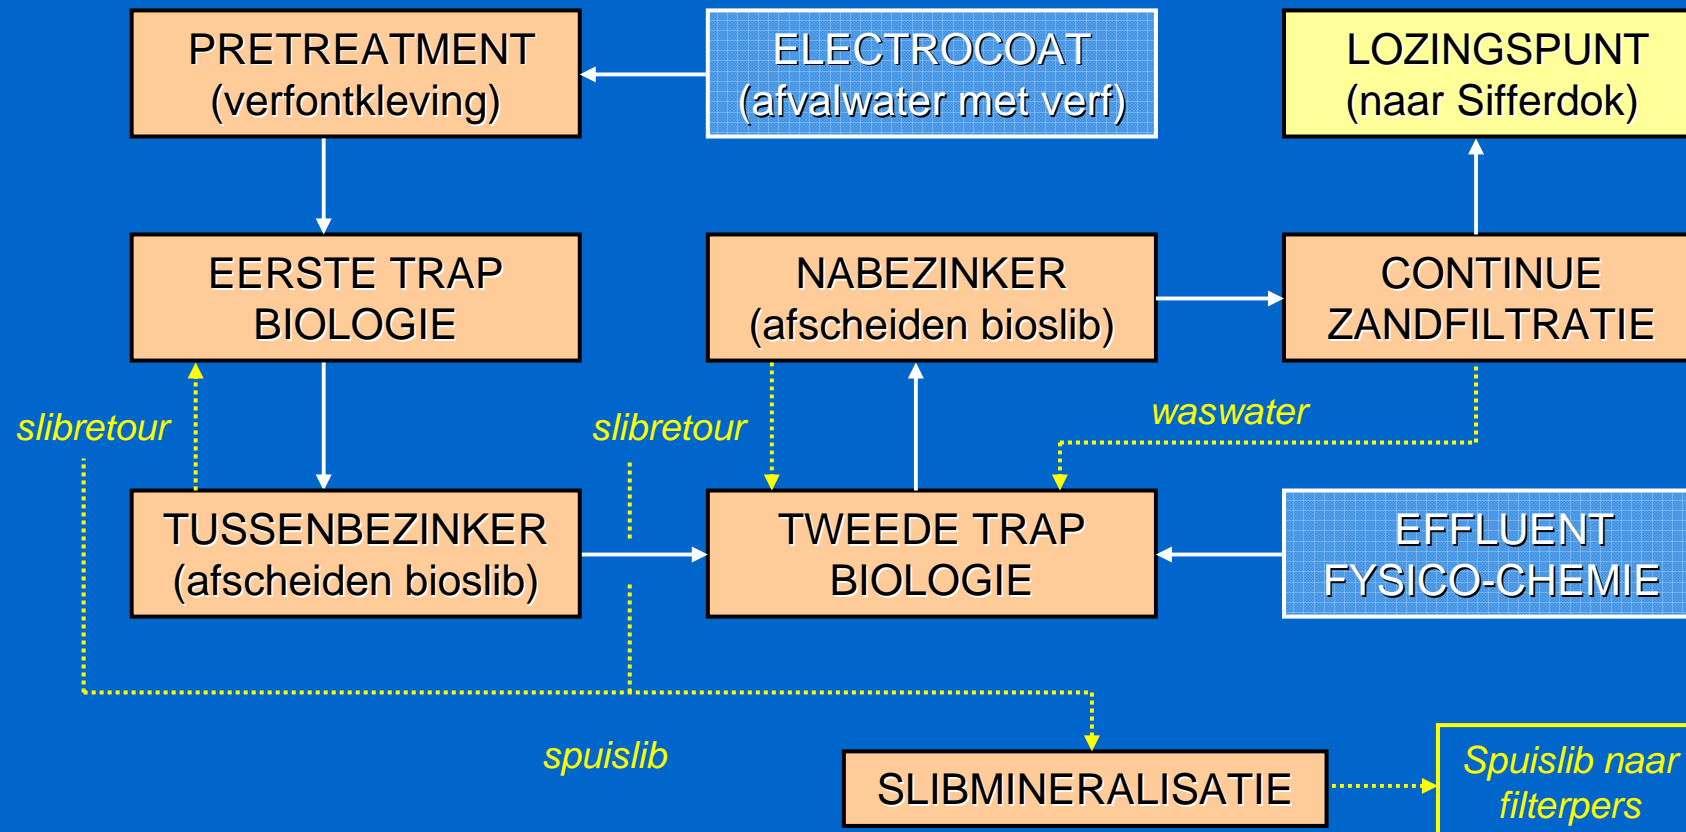 PRETREATMENT
(verfontkleving)
ELECTROCOAT
(afvalwater met verf)
LOZINGSPUNT
(naar Sifferdok)
EERSTE TRAP
BIOLOGIE
NABEZINKER
(afscheiden bioslib)
CONTINUE
ZANDFILTRATIE
slibretour
slibretour
waswater
TUSSENBEZINKER
(afscheiden bioslib)
TWEEDE TRAP
BIOLOGIE
EFFLUENT
FYSICO-CHEMIE
spuislib
SLIBMINERALISATIE
Spuislib naar
filterpers